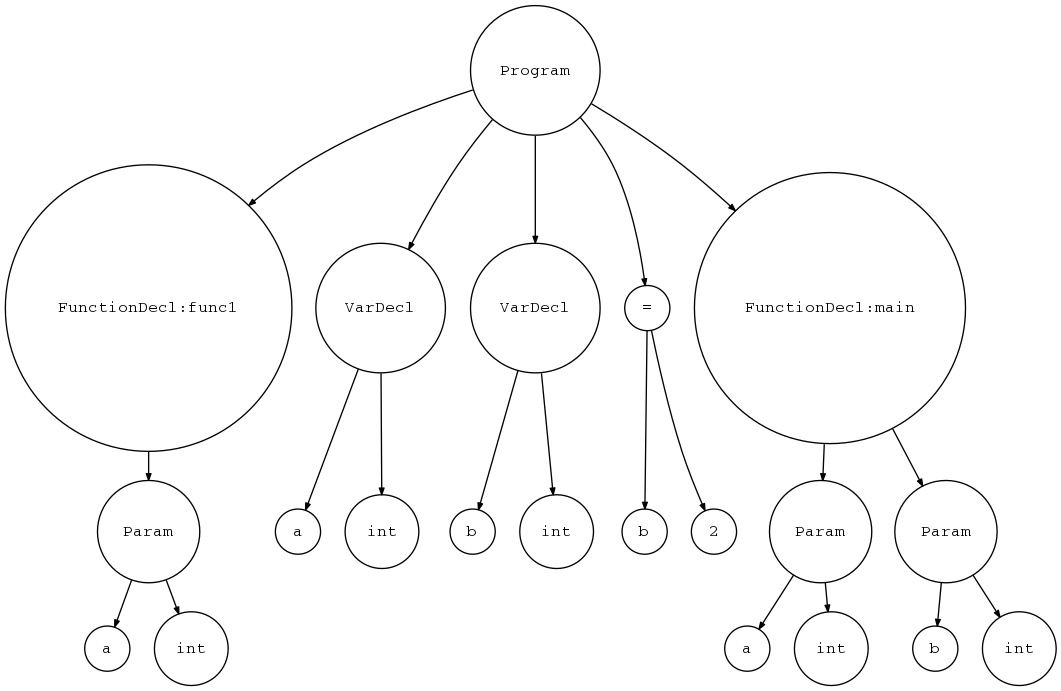 Program
FunctionDecl:func1
VarDecl
VarDecl
=
FunctionDecl:main
Param
a
int
b
int
b
2
Param
Param
a
int
a
int
b
int